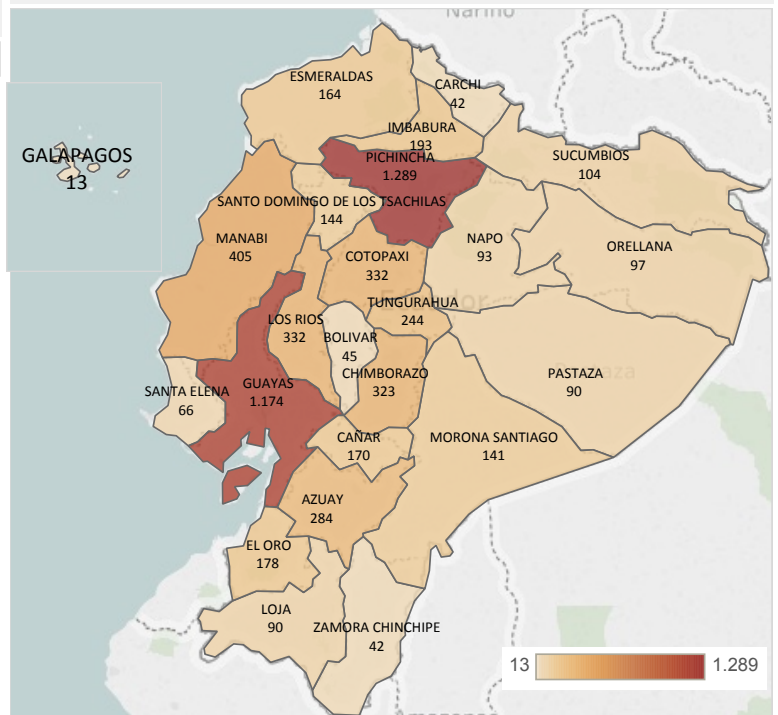 Nariño
ESMERALDAS
164
CARCHI
42
IMBABURA
193
GALAPAGOS
13
PICHINCHA
1.289
SUCUMBIOS
104
SANTO DOMINGO DE LOS TSACHILAS
144
MANABI
405
NAPO
93
ORELLANA
97
COTOPAXI
332
Ecuador
TUNGURAHUA
244
LOS RIOS
332
BOLIVAR
45
CHIMBORAZO
323
GUAYAS
1.174
SANTA ELENA
66
Pastaza
PASTAZA
90
CAÑAR
170
MORONA SANTIAGO
141
AZUAY
284
EL ORO
178
LOJA
90
ZAMORA CHINCHIPE
42
13
1.289